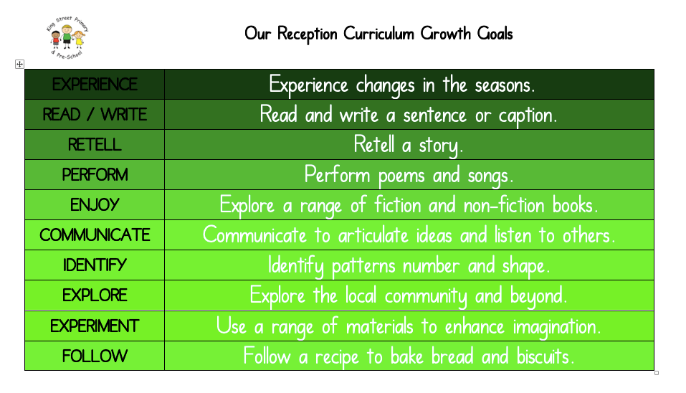 King Street Primary
& Pre-School
Our Reception Curriculum Growth Goals
EXPERIENCE Experience changes in the seasons.
READ / WRITE Read and write a sentence or caption.
RETELL Retell a story.
PERFORM Perform poems and songs.
ENJOY Explore a range of fiction and non-fiction books.
COMMUNICATE Communicate to articulate ideas and listen to others.
IDENTIFY Identify patterns number and shape.
EXPLORE Explore the local community and beyond.
EXPERIMENT Use a range of materials to enhance imagination.
FOLLOW Follow a recipe to bake bread and biscuits.